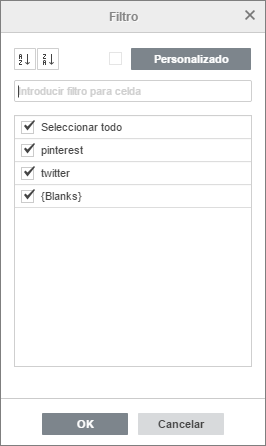 Filtro
Personalizado
Introducir filtro para celda
Seleccionar todo
pinterest
twitter
{Blanks}
OK
Cancelar